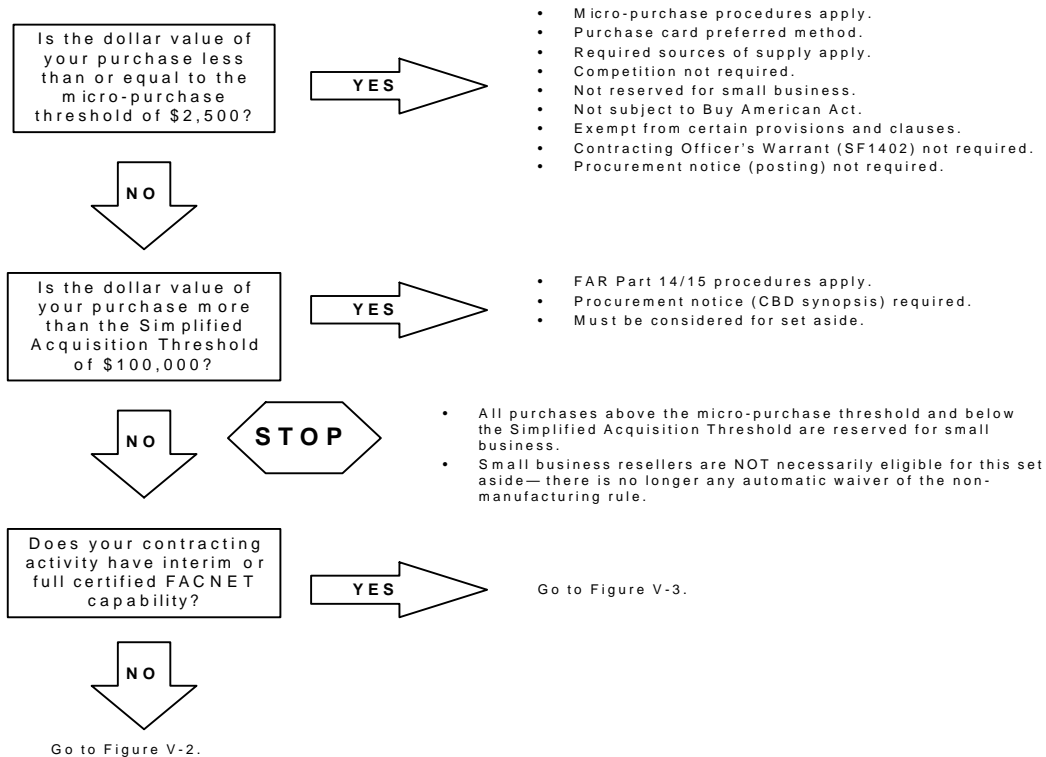 Is the dollar value of
your purchase less
than or equal to the
micro-purchase
threshold of $2,500?
YES
• Micro-purchase procedures apply.
• Purchase card preferred method.
• Required sources of supply apply.
• Competition not required.
• Not reserved for small business.
• Not subject to Buy American Act.
• Exempt from certain provisions and clauses.
• Contracting Officer's Warrant (SF1402) not required.
• Procurement notice (posting) not required.
NO
Is the dollar value of
your purchase more
than the Simplified
Acquisition Threshold
of $100,000?
YES
• FAR Part 14/15 procedures apply.
• Procurement notice (CBD synopsis) required.
• Must be considered for set aside.
NO
STOP
• All purchases above the micro-purchase threshold and below
the Simplified Acquisition Threshold are reserved for small
business.
• Small business resellers are NOT necessarily eligible for this set
aside—there is no longer any automatic waiver of the non-
manufacturing rule.
Does your contracting
activity have interim or
full certified FACNET
capability?
YES
Go to Figure V-3.
NO
Go to Figure V-2.